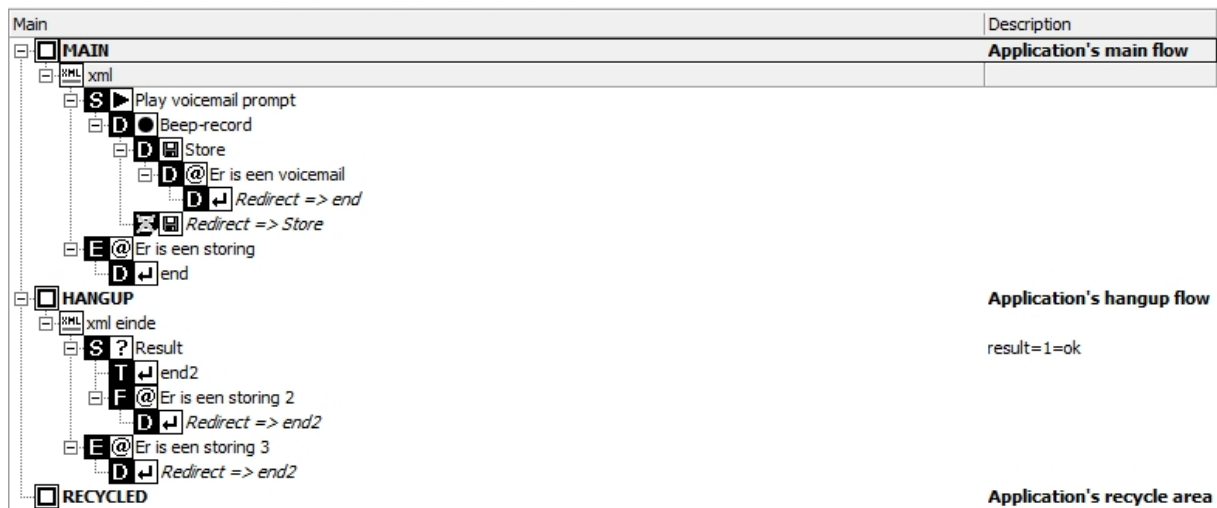 Main Description
MAIN Application's main flow
XML xml
S Play voicemail prompt
D Beep-record
D Store
D @ Er is een voicemail
D Redirect => end
Redirect => Store
E @ Er is een storing
D end
HANGUP Application's hangup flow
XML xml einde
S ? Result result=1=ok
T end2
F @ Er is een storing 2
D Redirect => end2
E @ Er is een storing 3
D Redirect => end2
RECYCLED Application's recycle area